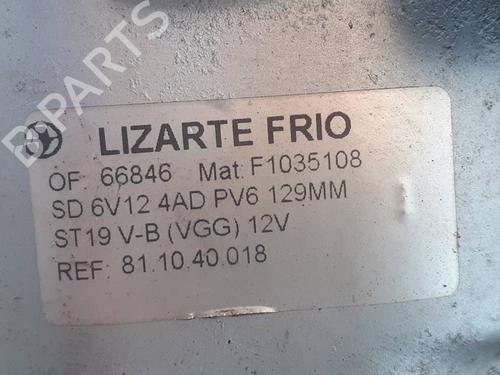 B-PARTS
LIZARTE FRIO
OF: 66846 Mat: F1035108
SD 6V12 4AD PV6 129MM
ST19 V-B (VGG) 12V
REF: 81.10.40.018